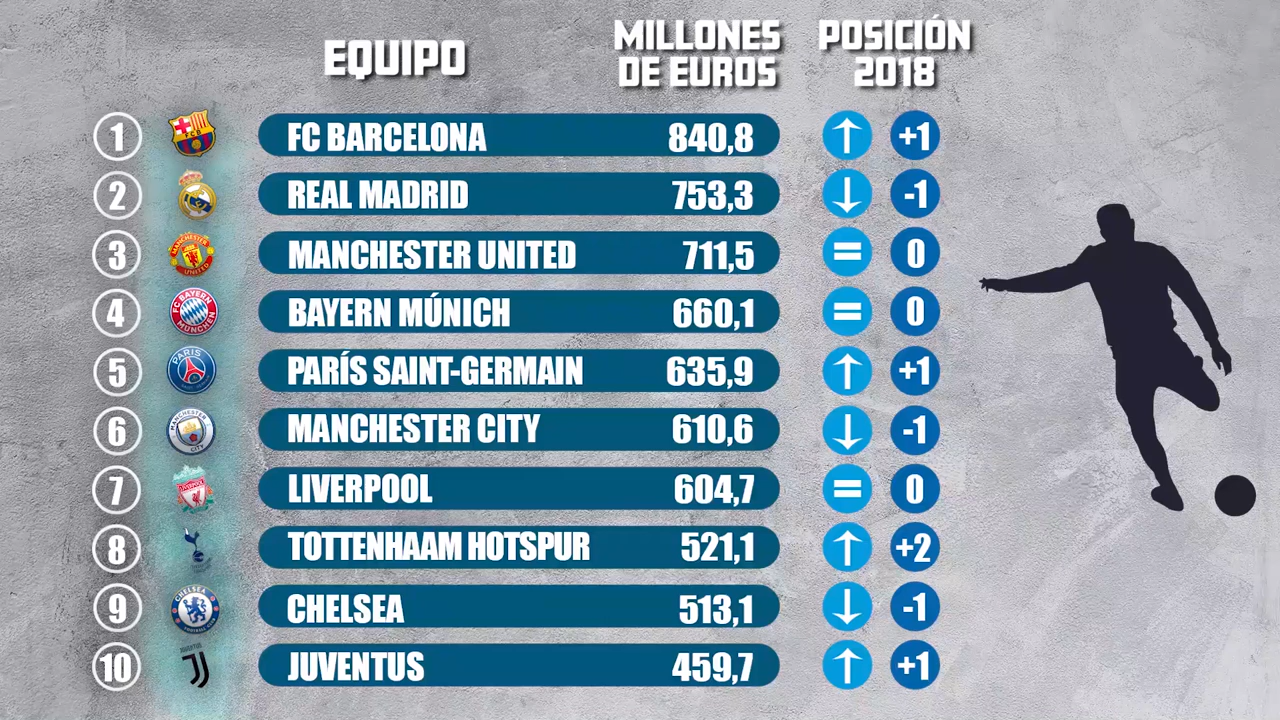 EQUIPO
MILLONES
DE EUROS
POSICIÓN
2018
1 FC BARCELONA 840,8 +1
2 REAL MADRID 753,3 -1
3 MANCHESTER UNITED 711,5 = 0
4 BAYERN MÚNICH 660,1 = 0
5 PARÍS SAINT-GERMAIN 635,9 +1
6 MANCHESTER CITY 610,6 -1
7 LIVERPOOL 604,7 = 0
8 TOTTENHAAM HOTSPUR 521,1 +2
9 CHELSEA 513,1 -1
10 JUVENTUS 459,7 +1